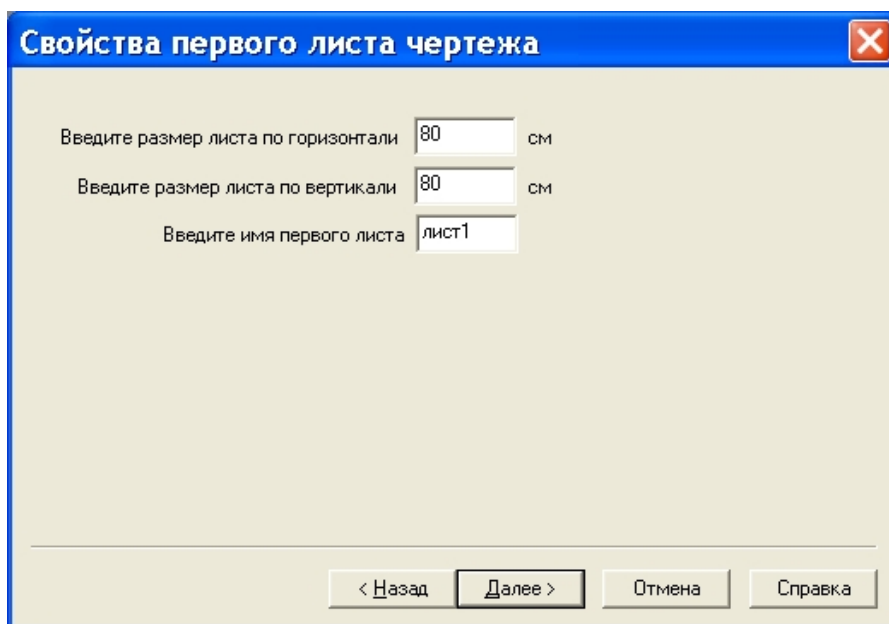 Свойства первого листа чертежа
Введите размер листа по горизонтали 80 см
Введите размер листа по вертикали 80 см
Введите имя первого листа лист1
< Назад Далее > Отмена Справка